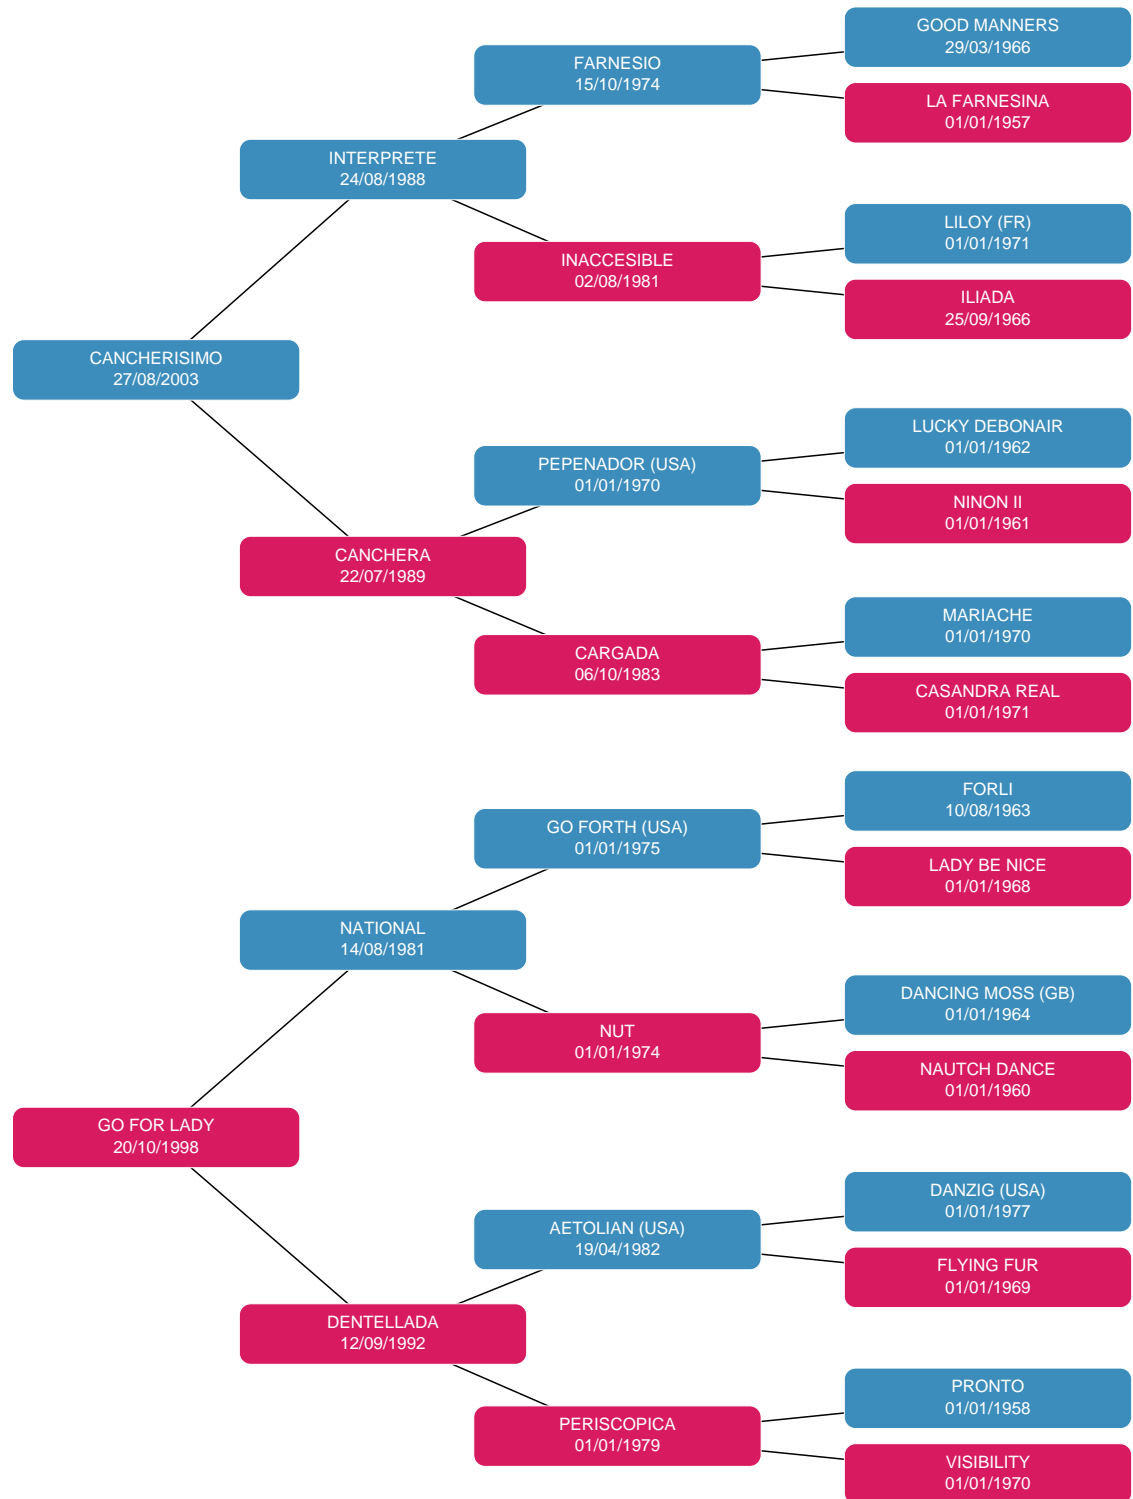 GOOD MANNERS
29/03/1966
FARNESIO
15/10/1974
LA FARNESINA
01/01/1957
INTERPRETE
24/08/1988
LILOY (FR)
01/01/1971
INACCESIBLE
02/08/1981
ILIADA
25/09/1966
CANCHERISIMO
27/08/2003
LUCKY DEBONAIR
01/01/1962
PEPENADOR (USA)
01/01/1970
NINON II
01/01/1961
CANCHERA
22/07/1989
MARIACHE
01/01/1970
CARGADA
06/10/1983
CASANDRA REAL
01/01/1971
FORLI
10/08/1963
GO FORTH (USA)
01/01/1975
LADY BE NICE
01/01/1968
NATIONAL
14/08/1981
DANCING MOSS (GB)
01/01/1964
NUT
01/01/1974
NAUTCH DANCE
01/01/1960
GO FOR LADY
20/10/1998
DANZIG (USA)
01/01/1977
AETOLIAN (USA)
19/04/1982
FLYING FUR
01/01/1969
DENTELLADA
12/09/1992
PRONTO
01/01/1958
PERISCOPICA
01/01/1979
VISIBILITY
01/01/1970